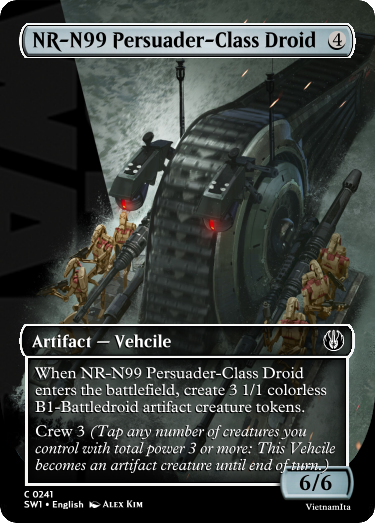 NR-N99 Persuader-Class Droid 4
Artifact — Vehcile
When NR-N99 Persuader-Class Droid
enters the battlefield, create 3 1/1 colorless
B1-Battledroid artifact creature tokens.
Crew 3 (Tap any number of creatures you
control with total power 3 or more: This Vehcile
becomes an artifact creature until end of turn.)
6/6
C 0241
SW1 • English Alex Kim
VietnamIta